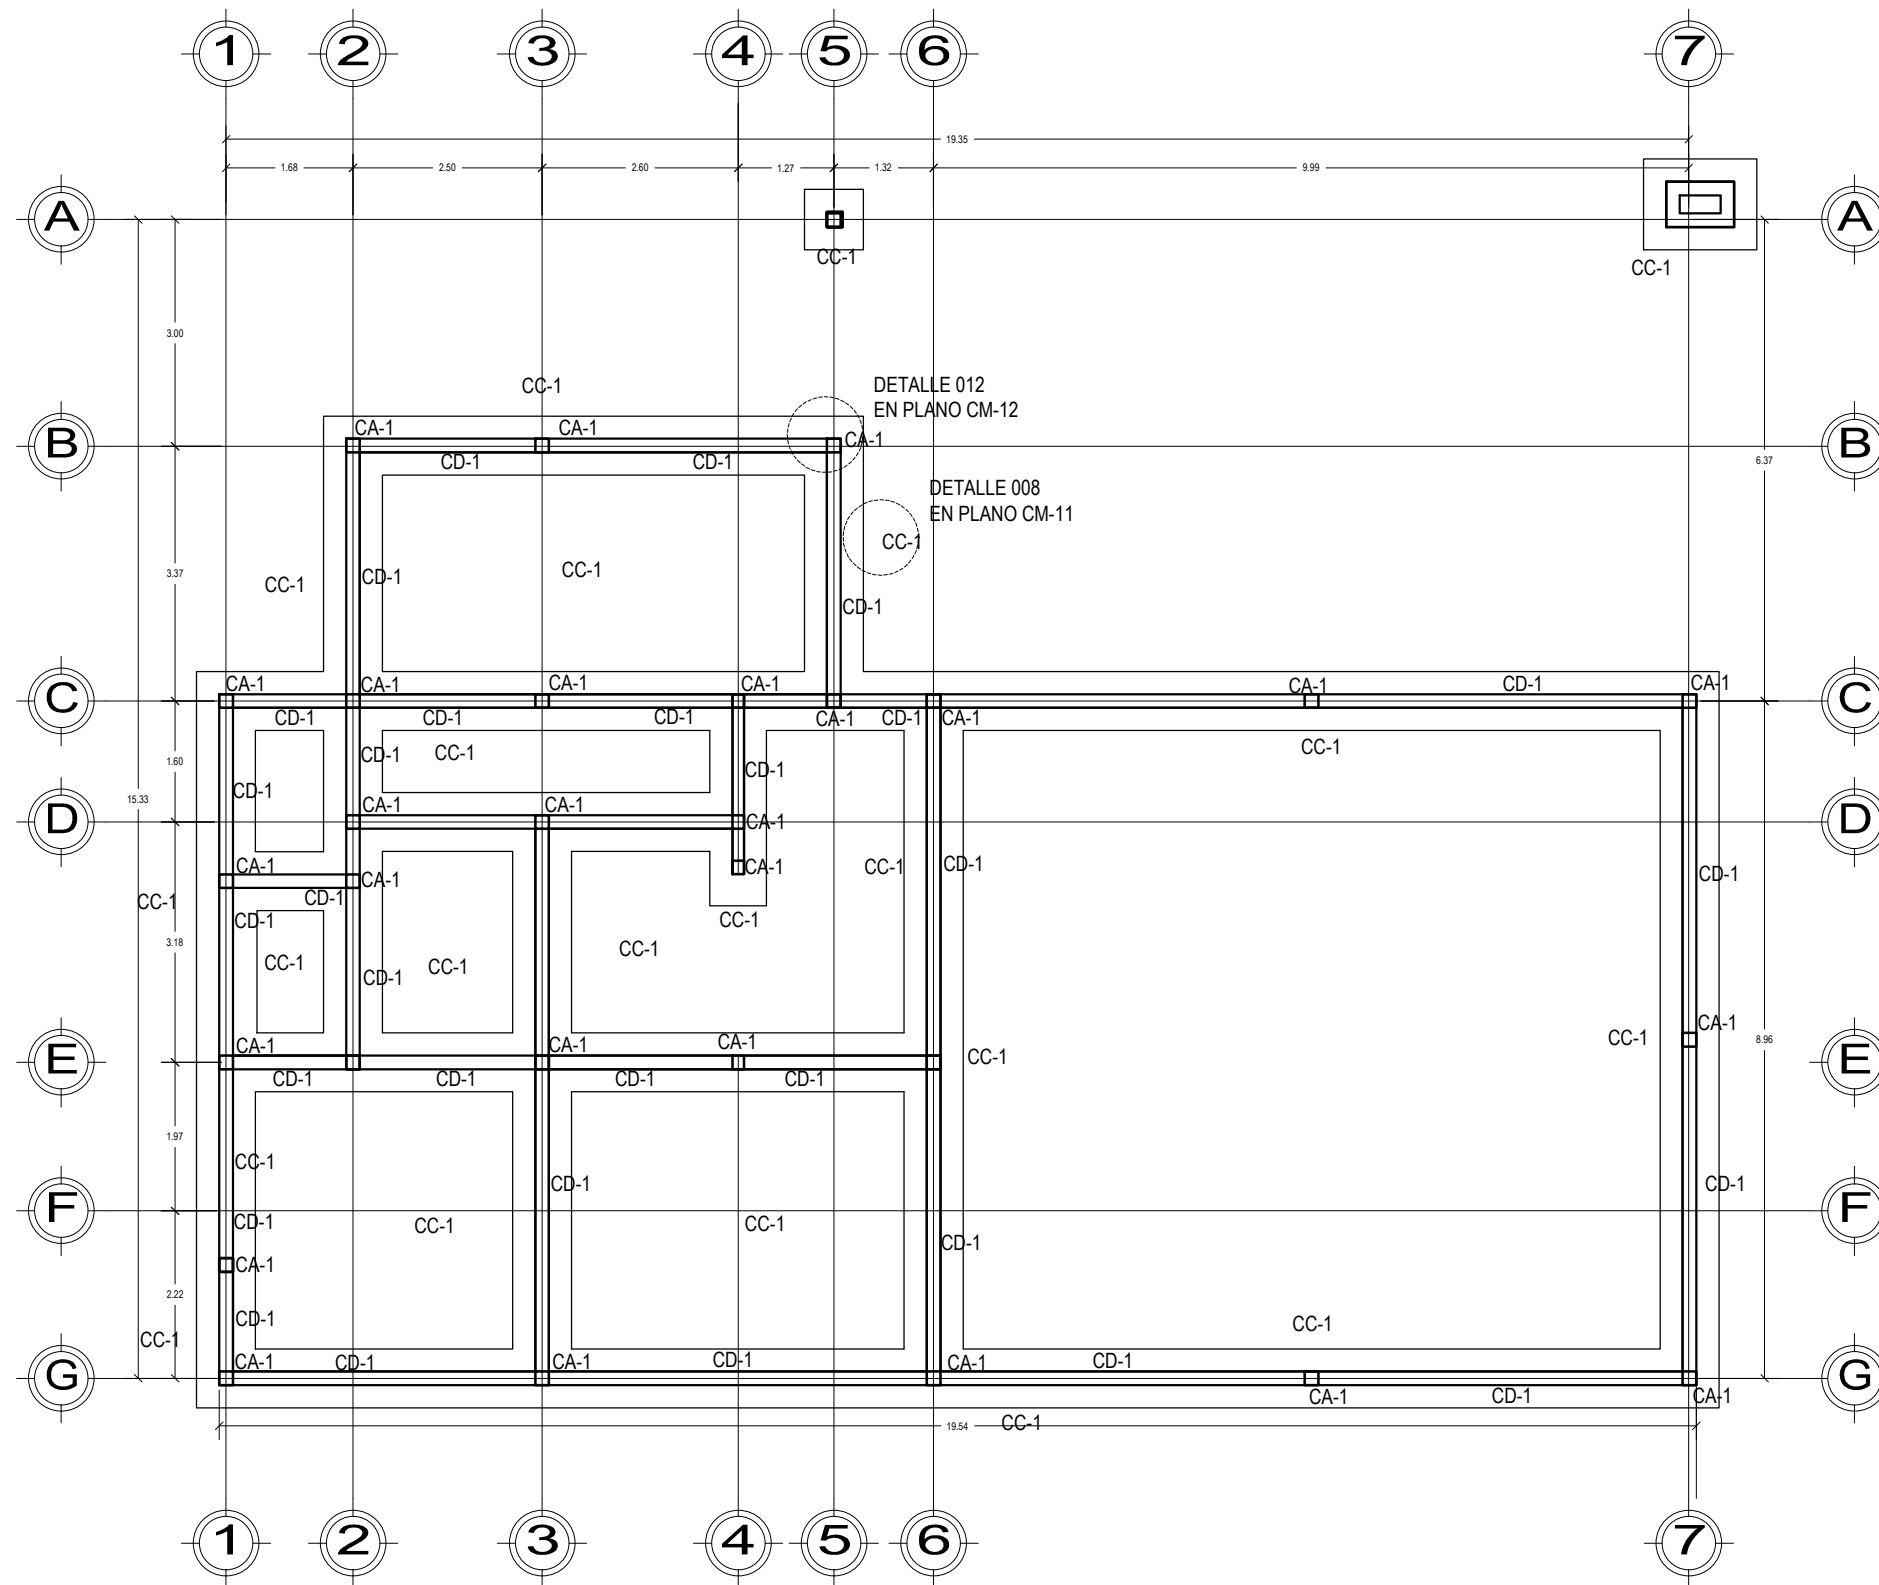 1 2 3 4 5 6 7
19.35
1.68 2.50 2.60 1.27 1.32 9.99
A A
CC-1 CC-1
3.00
CC-1 DETALLE 012
EN PLANO CM-12
CA-1 CA-1 CA-1
B B
CD-1 CD-1 6.37
DETALLE 008
EN PLANO CM-11
CC-1
3.37 CC-1 CD-1 CC-1
CD-1
CA-1 CA-1 CA-1 CA-1 CA-1 CD-1 CA-1
C C
CD-1 CD-1 CD-1 CA-1 CD-1 CA-1
1.60 CD-1 CC-1 CC-1
CD-1 CD-1
15.33
CA-1 CA-1
D CA-1 D
CA-1 CA-1 CC-1 CD-1
CA-1 CD-1
CC-1 CD-1
CD-1 CC-1
3.18 CC-1 CC-1 CC-1
CD-1
CA-1
CA-1 CA-1 CA-1 CC-1 8.96
E CC-1 E
CD-1 CD-1 CD-1 CD-1
1.97
CC-1
CD-1 CD-1
F F
CD-1 CC-1 CC-1
CD-1
CA-1
2.22
CD-1 CC-1
CC-1
CA-1 CD-1 CA-1 CD-1 CA-1 CD-1
G G
CA-1 CD-1 CA-1
19.54 CC-1
1 2 3 4 5 6 7